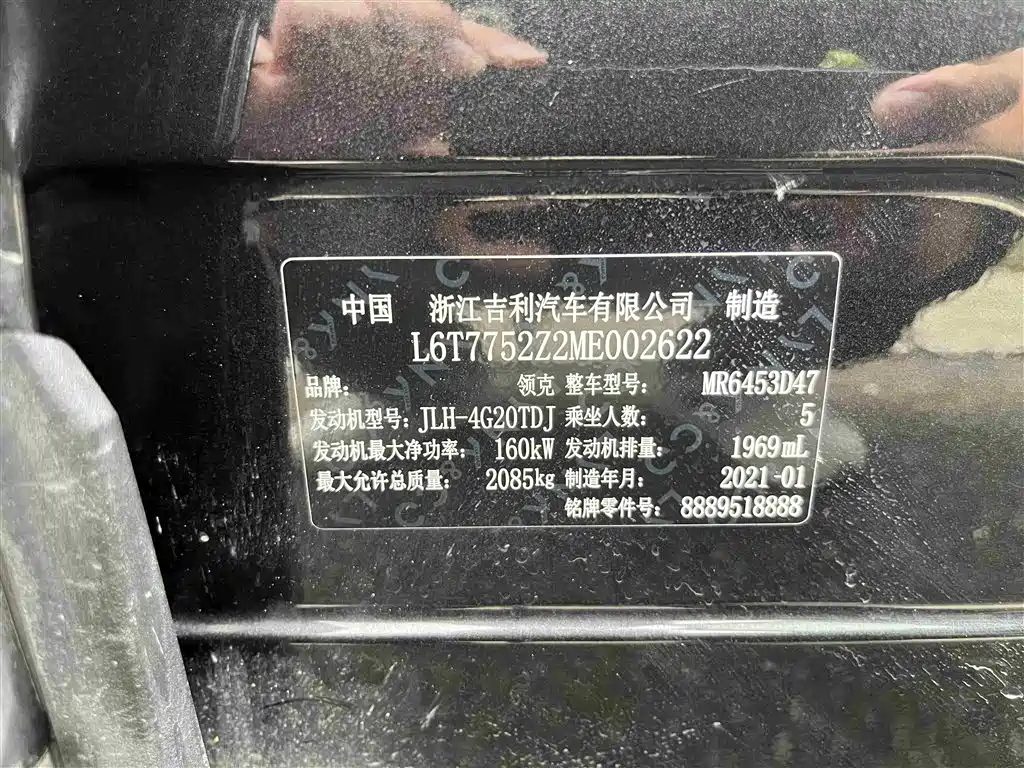 中国 浙江吉利汽车有限公司 制造
L6T7752Z2ME002622
品牌： 领克 整车型号： MR6453D47
发动机型号： JLH-4G20TDJ 乘坐人数： 5
发动机最大净功率： 160kW 发动机排量： 1969mL
最大允许总质量： 2085kg 制造年月： 2021-01
铭牌零件号： 8889518888